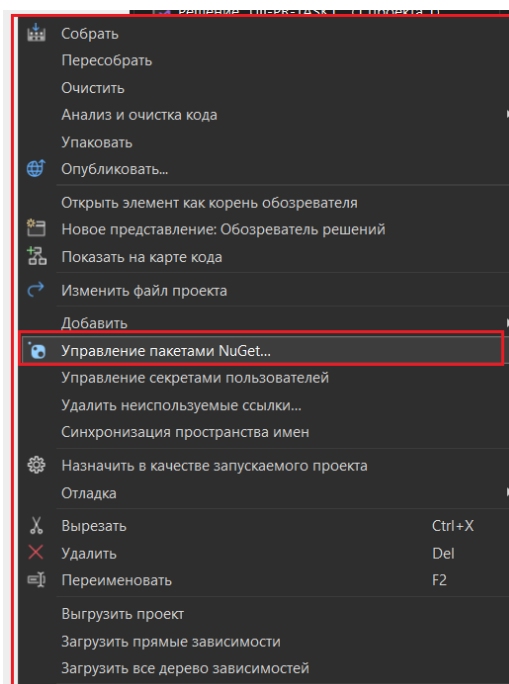 Собрать
Пересобрать
Очистить
Анализ и очистка кода
Упаковать
Опубликовать...
Открыть элемент как корень обозревателя
Новое представление: Обозреватель решений
Показать на карте кода
Изменить файл проекта
Добавить
Управление пакетами NuGet...
Управление секретами пользователей
Удалить неиспользуемые ссылки...
Синхронизация пространства имен
Назначить в качестве запускаемого проекта
Отладка
Вырезать Ctrl+X
Удалить Del
Переименовать F2
Выгрузить проект
Загрузить прямые зависимости
Загрузить все дерево зависимостей